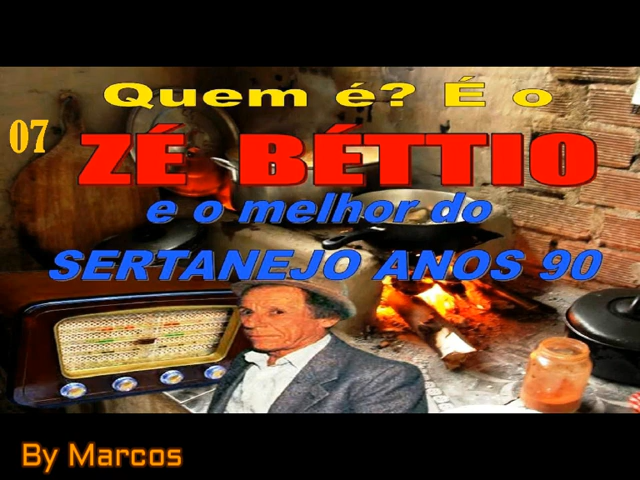 Quem é? É o
07
ZÉ BÉTTIO
e o melhor do
SERTANEJO ANOS 90
By Marcos